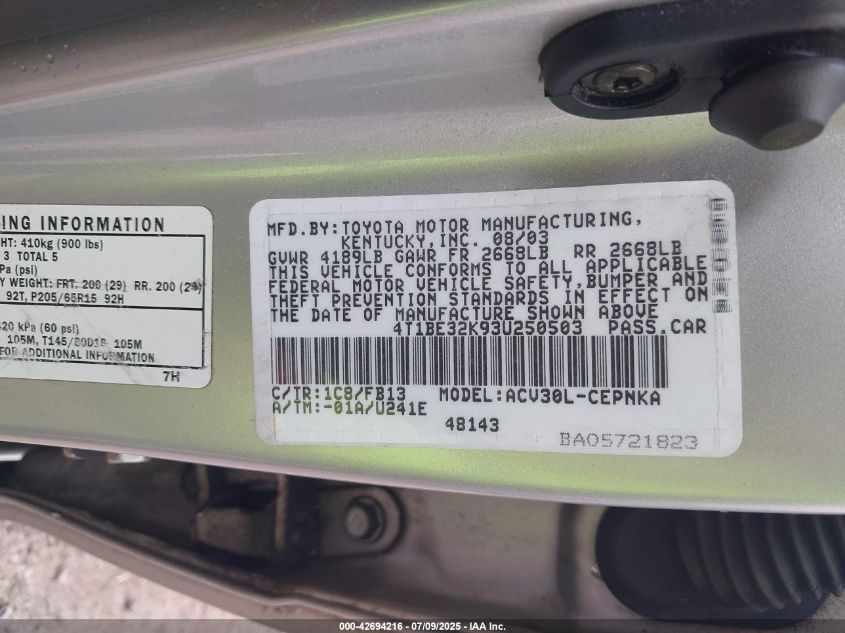 ING INFORMATION
HT: 410kg (900 lbs)
3 TOTAL 5
Pa (psi)
Y WEIGHT: FRT. 200 (29) RR. 200 (29)
92T, P205/65R15 92H
420 kPa (60 psi)
105M, T145/80D16 105M
FOR ADDITIONAL INFORMATION
7H
MFD.BY:TOYOTA MOTOR MANUFACTURING,
KENTUCKY,INC. 08/03
GVWR 4189LB GAWR FR 2668LB RR 2668LB
THIS VEHICLE CONFORMS TO ALL APPLICABLE
FEDERAL MOTOR VEHICLE SAFETY,BUMPER AND
THEFT PREVENTION STANDARDS IN EFFECT ON
THE DATE OF MANUFACTURE SHOWN ABOVE
4T1BE32K93U250503 PASS.CAR
C/TR:1C8/FB13 MODEL:ACV30L-CEPNKA
A/TM:-01A/U241E
48143
BA05721823
000-42694216 - 07/09/2025 - IAA Inc.